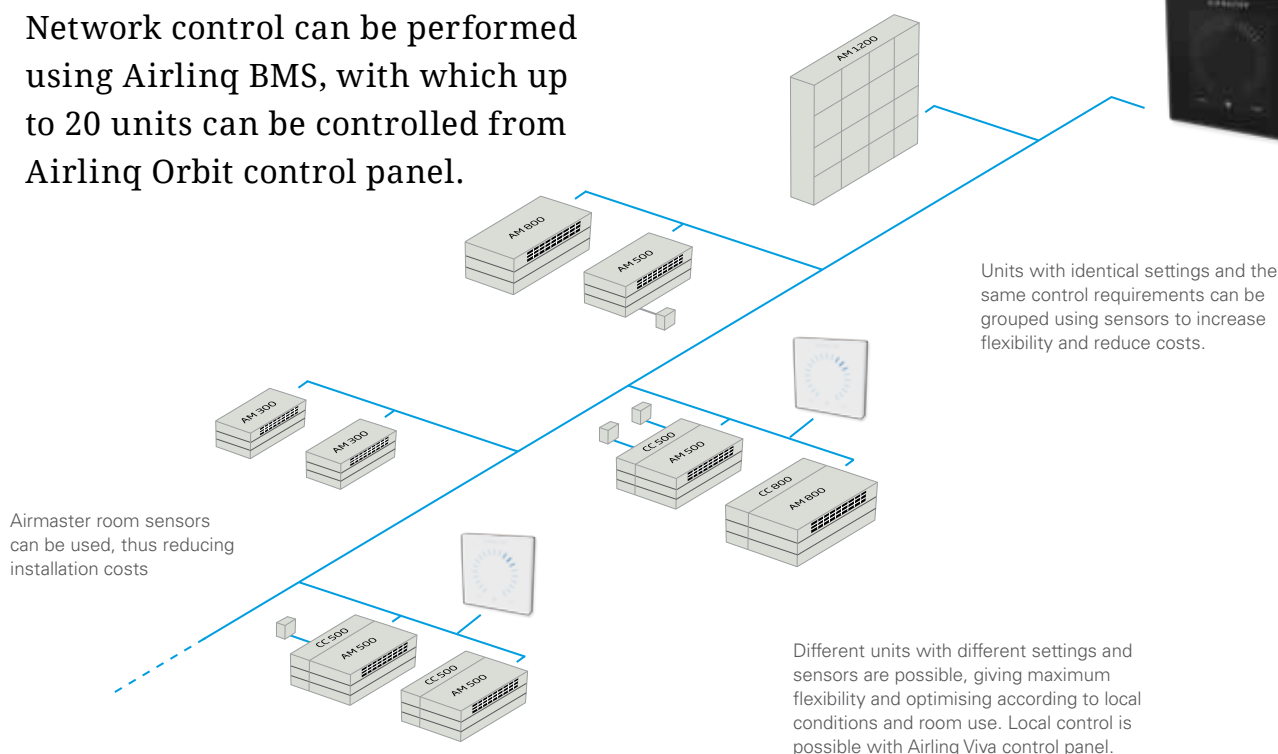 Network control can be performed
using Airlinq BMS, with which up
to 20 units can be controlled from
Airlinq Orbit control panel.
AM 1200
AM 800
AM 500
Units with identical settings and the
same control requirements can be
grouped using sensors to increase
flexibility and reduce costs.
AM 300
AM 300
CC 500
AM 500
CC 800
AM 800
Airmaster room sensors
can be used, thus reducing
installation costs
CC 500
AM 500
CC 500
AM 500
Different units with different settings and
sensors are possible, giving maximum
flexibility and optimising according to local
conditions and room use. Local control is
possible with Airlinq Viva control panel.